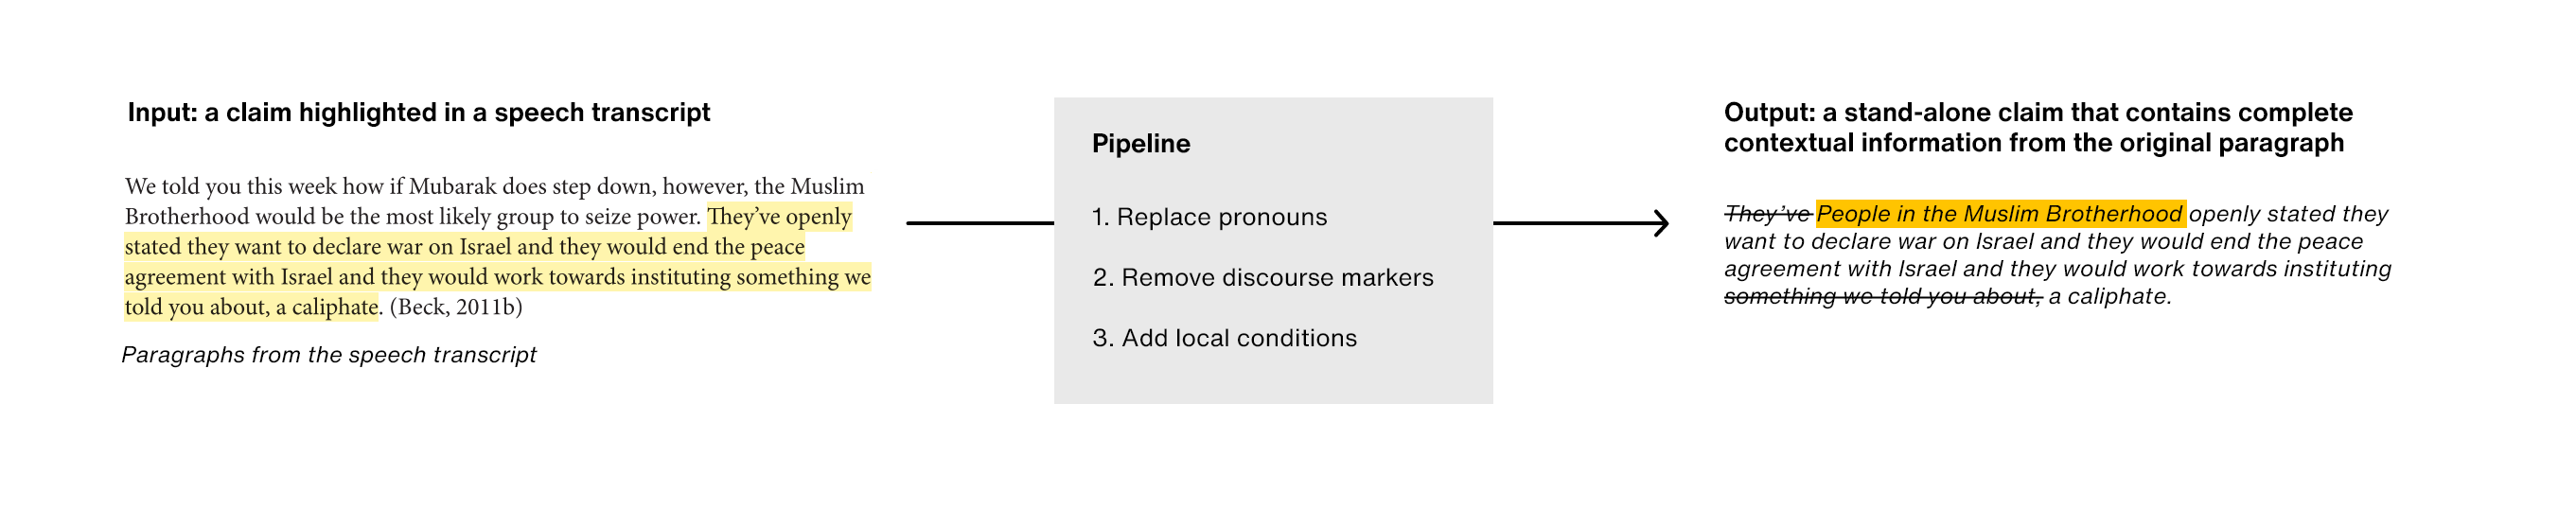 Input: a claim highlighted in a speech transcript
We told you this week how if Mubarak does step down, however, the Muslim
Brotherhood would be the most likely group to seize power. They’ve openly
stated they want to declare war on Israel and they would end the peace
agreement with Israel and they would work towards instituting something we
told you about, a caliphate. (Beck, 2011b)
Paragraphs from the speech transcript
Pipeline
1. Replace pronouns
2. Remove discourse markers
3. Add local conditions
Output: a stand-alone claim that contains complete
contextual information from the original paragraph
They’ve People in the Muslim Brotherhood openly stated they
want to declare war on Israel and they would end the peace
agreement with Israel and they would work towards instituting
something we told you about, a caliphate.